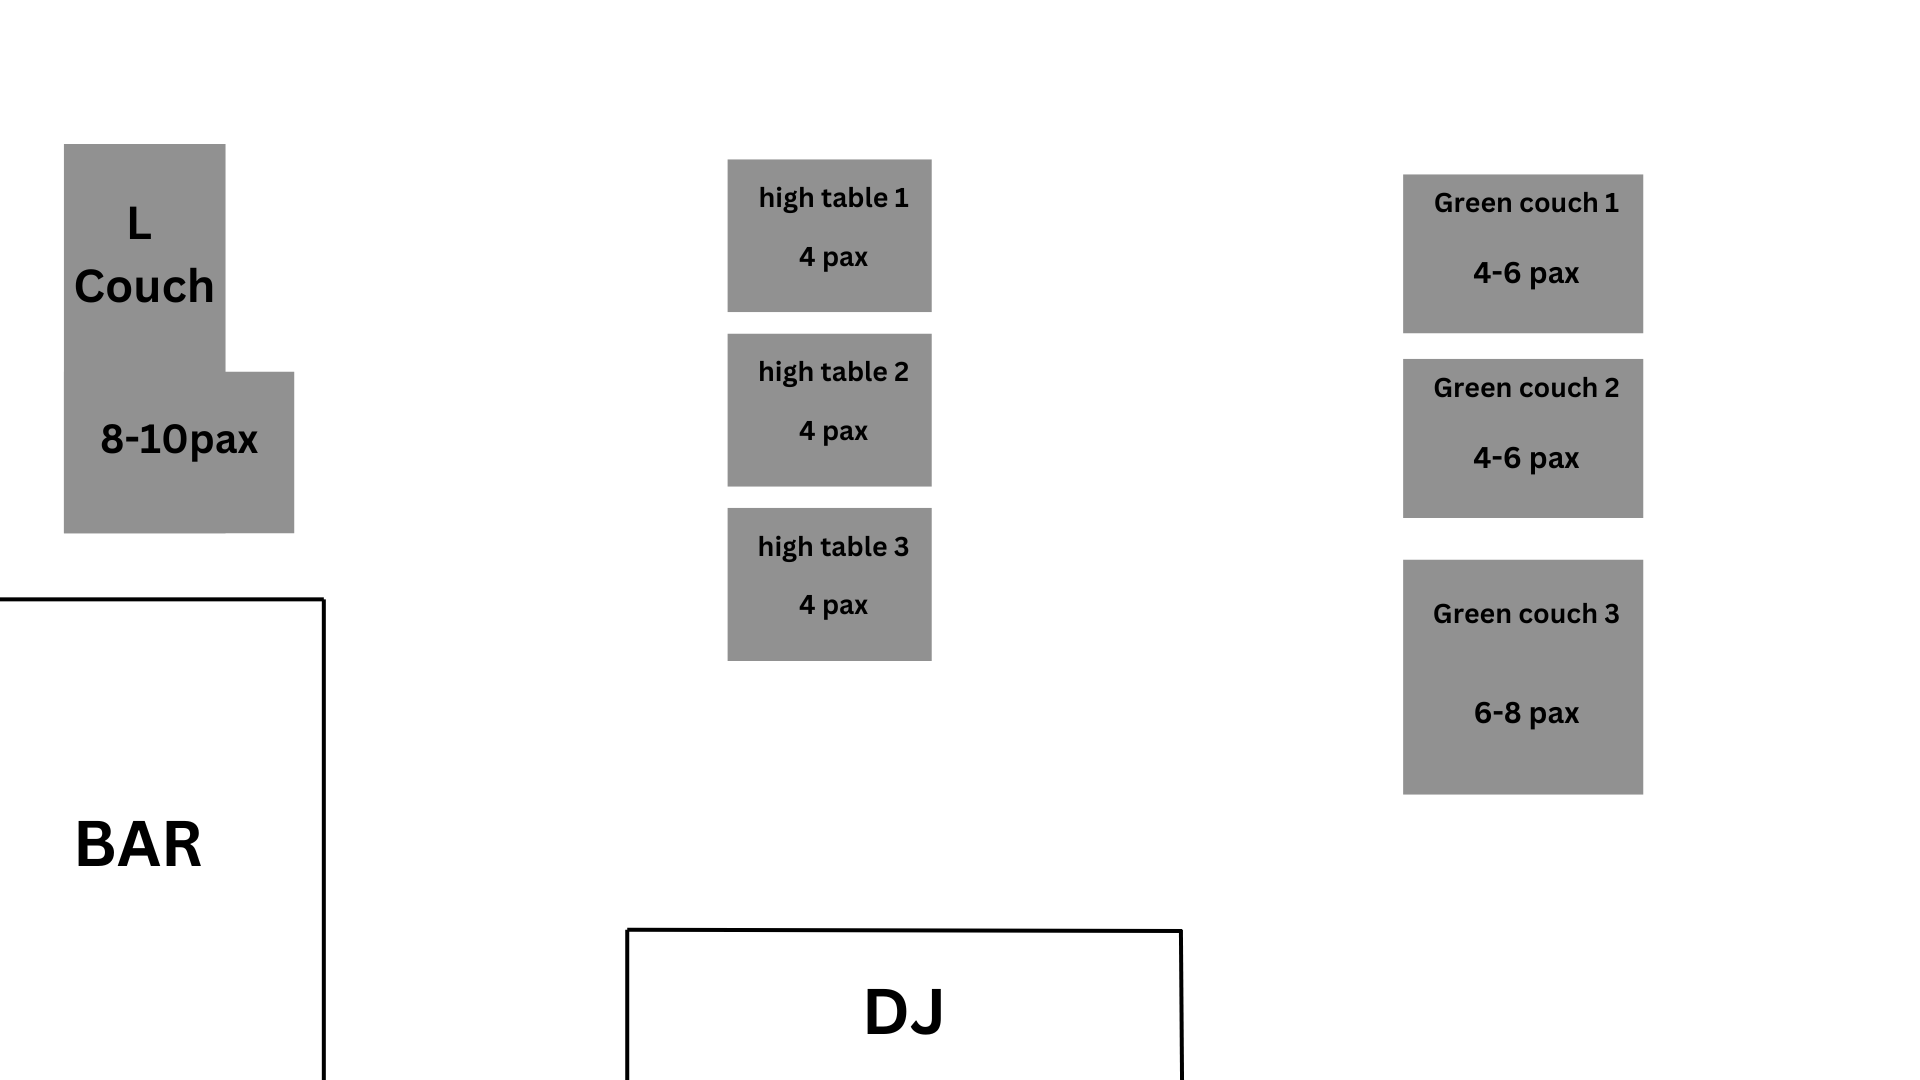 L
Couch
8-10pax
high table 1
4 pax
high table 2
4 pax
high table 3
4 pax
Green couch 1
4-6 pax
Green couch 2
4-6 pax
Green couch 3
6-8 pax
BAR
DJ